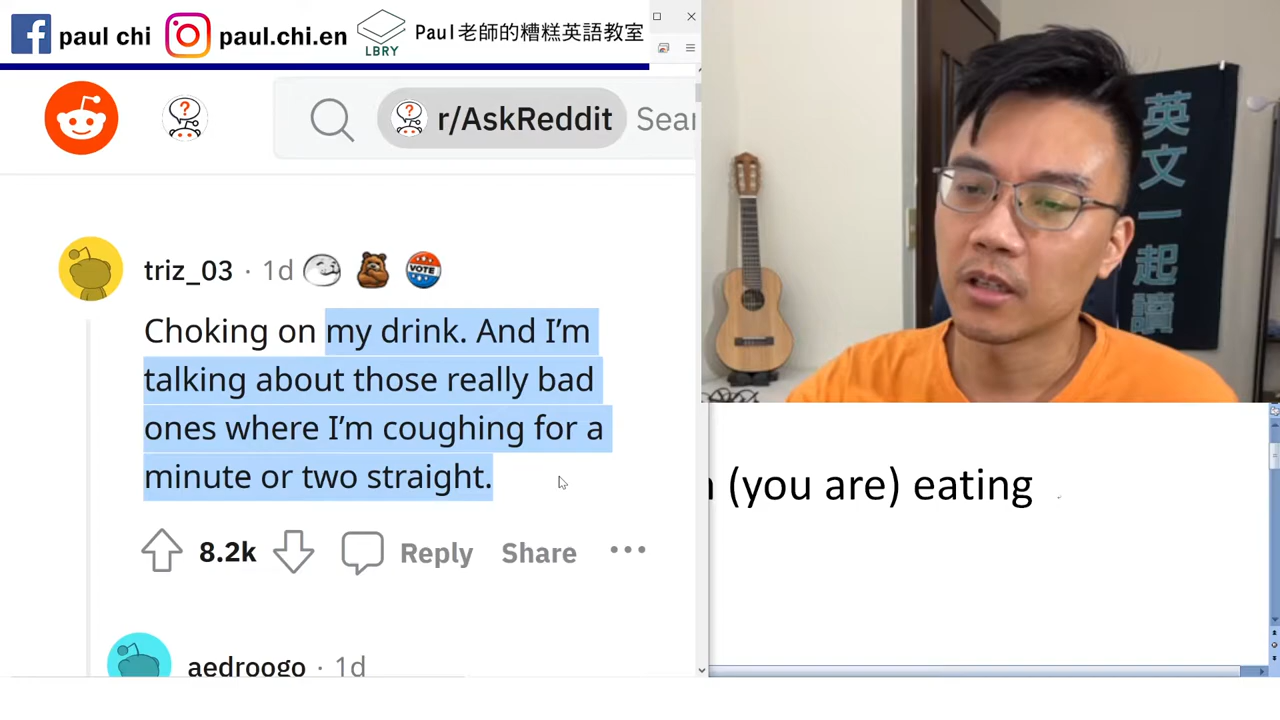 paul chi
paul.chi.en
LBRY
Paul老師的糟糕英語教室
r/AskReddit
triz_03 · 1d
VOTE
Choking on my drink. And I’m
talking about those really bad
ones where I’m coughing for a
minute or two straight.
8.2k
Reply
Share
aedroogo · 1d
英文一起讀
(you are) eating